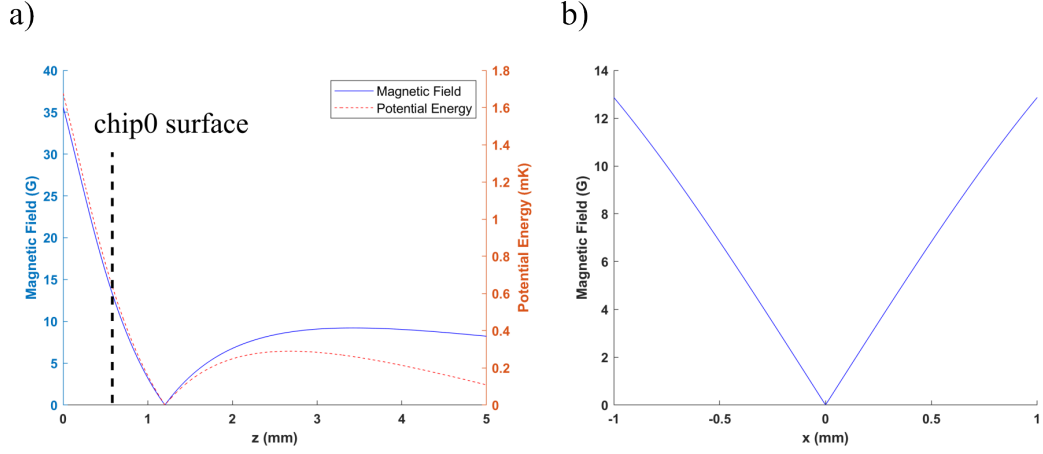 a)
b)
40
35
30
25
20
15
10
5
0
Magnetic Field (G)
chip0 surface
Magnetic Field
Potential Energy
1.8
1.6
1.4
1.2
1
0.8
0.6
0.4
0.2
0
Potential Energy (mK)
0 1 2 3 4 5
z (mm)
14
12
10
8
6
4
2
0
Magnetic Field (G)
-1 -0.5 0 0.5 1
x (mm)